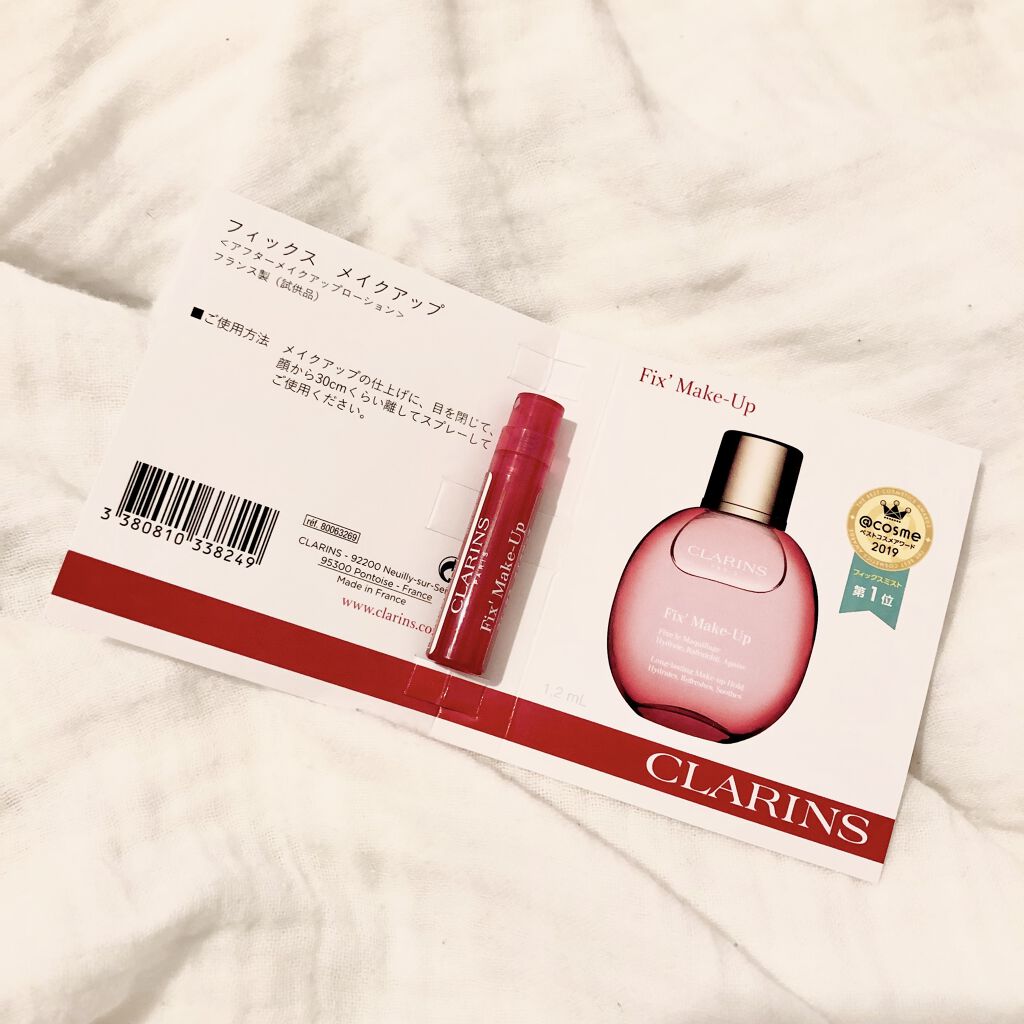 フィックス　メイクアップ
＜アフターメイクアップローション＞
フランス製（試供品）
■ご使用方法
メイクアップの仕上げに、目を閉じて、
顔から30cmくらい離してスプレーして
ご使用ください。
3 380810 338249
réf. 80063269
CLARINS - 92200 Neuilly-sur-Sei
95300 Pontoise - France
Made in France
www.clarins.co
CLARINS
PARIS
Fix' Make-Up
1,2 mL
Fix' Make-Up
CLARINS
PARIS
Fix' Make-Up
Fixe le Maquillage
Hydrate, Rafraîchit, Apaise
Long-lasting Make-up Hold
Hydrates, Refreshes, Soothes
@cosme
ベストコスメアワード
2019
フィックスミスト
第1位
CLARINS